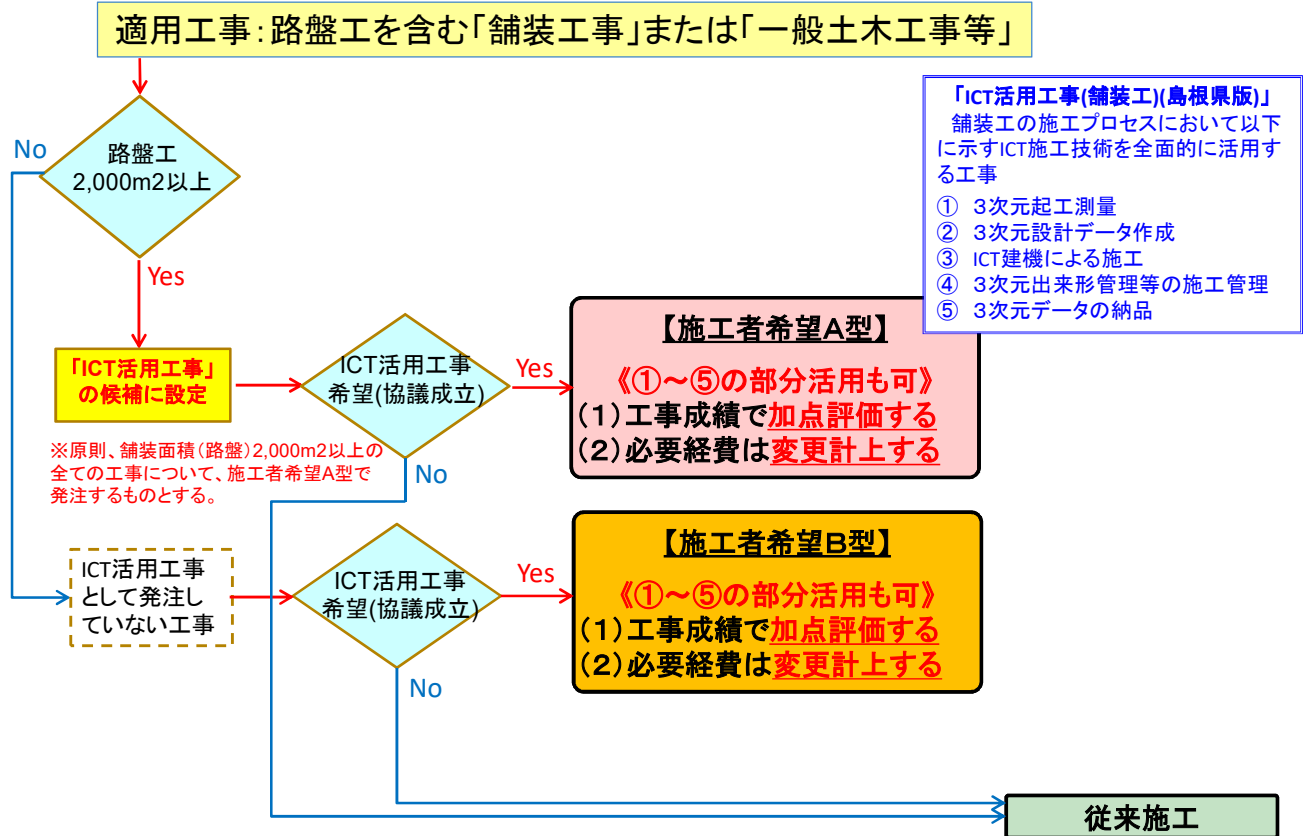 適用工事：路盤工を含む「舗装工事」または「一般土木工事等」
「ICT活用工事(舗装工)(島根県版)」
舗装工の施工プロセスにおいて以下
に示すICT施工技術を全面的に活用す
る工事
① ３次元起工測量
② ３次元設計データ作成
③ ICT建機による施工
④ ３次元出来形管理等の施工管理
⑤ ３次元データの納品
No
路盤工
2,000m2以上
Yes
「ICT活用工事」
の候補に設定
ICT活用工事
希望(協議成立)
Yes
No
【施工者希望Ａ型】
《①～⑤の部分活用も可》
（１）工事成績で加点評価する
（２）必要経費は変更計上する
※原則、舗装面積（路盤）2,000m2以上の
全ての工事について、施工者希望A型で
発注するものとする。
ICT活用工事
として発注し
ていない工事
ICT活用工事
希望(協議成立)
Yes
No
【施工者希望Ｂ型】
《①～⑤の部分活用も可》
（１）工事成績で加点評価する
（２）必要経費は変更計上する
従来施工